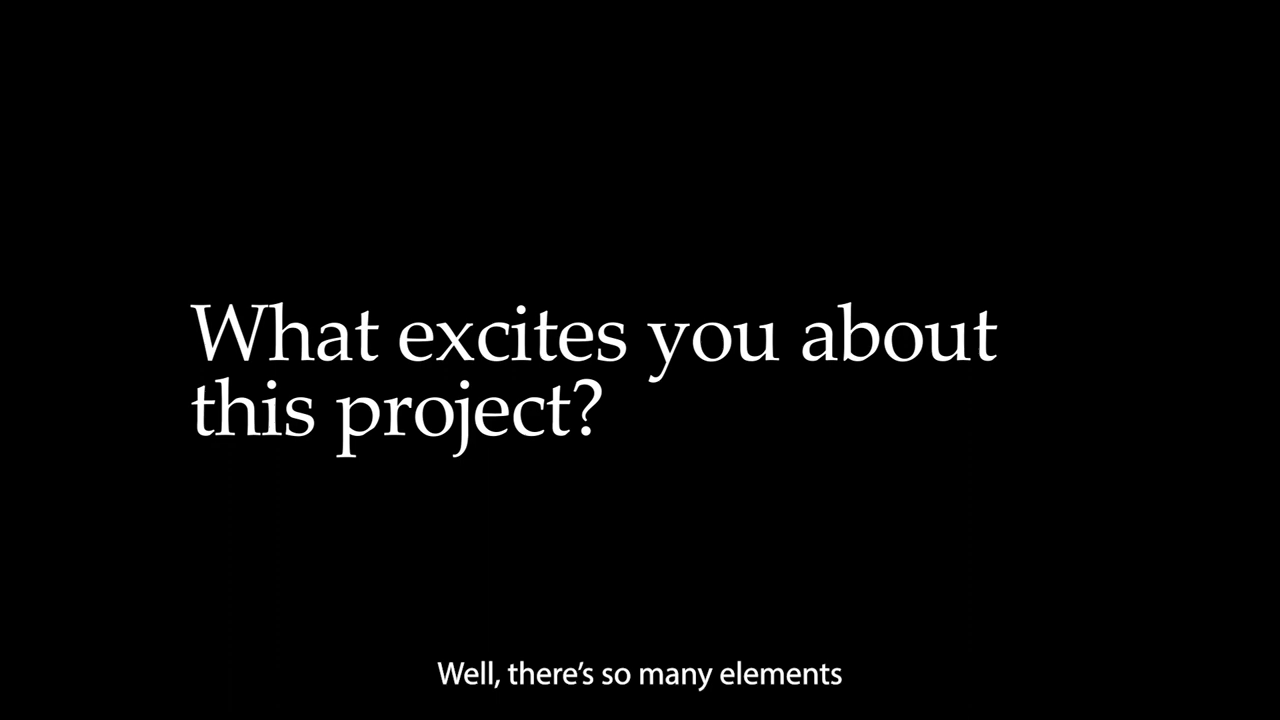 What excites you about
this project?
Well, there’s so many elements